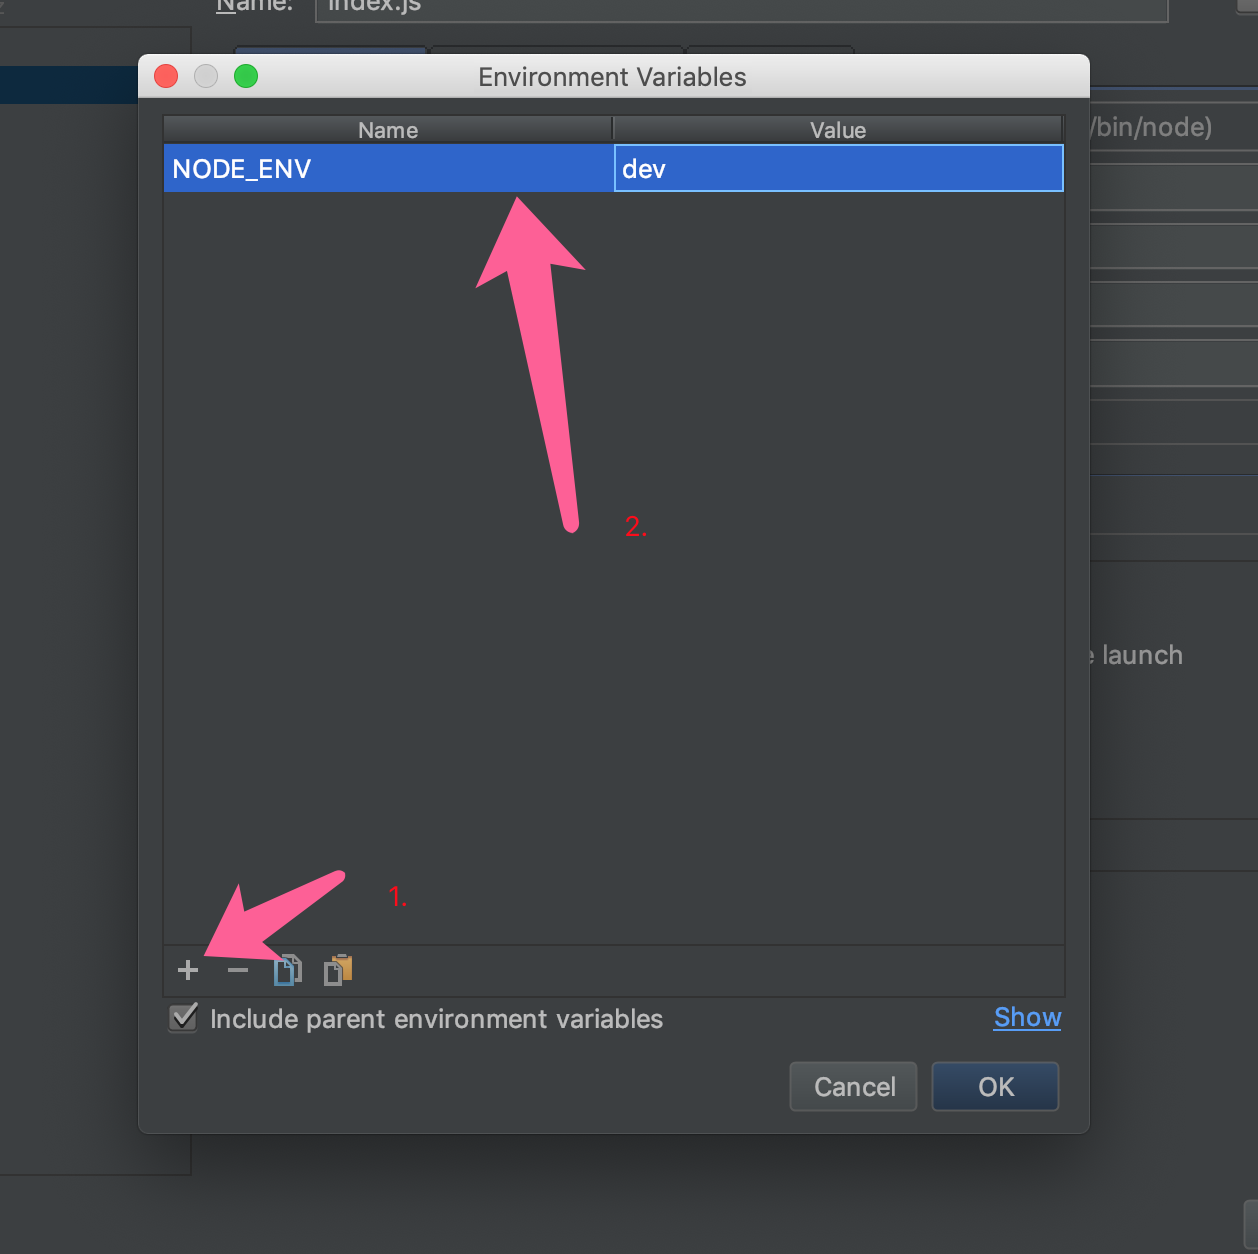 Name: index.js
Environment Variables
Name Value
/bin/node)
NODE_ENV dev
2.
launch
1.
Include parent environment variables Show
Cancel OK